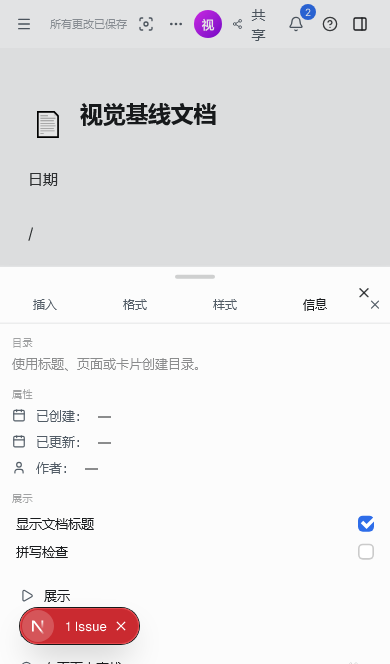 所有更改已保存
视
共
享
2
视觉基线文档
日期
/
插入
格式
样式
信息
目录
使用标题、页面或卡片创建目录。
属性
已创建: —
已更新: —
作者: —
展示
显示文档标题
拼写检查
展示
N 1 Issue